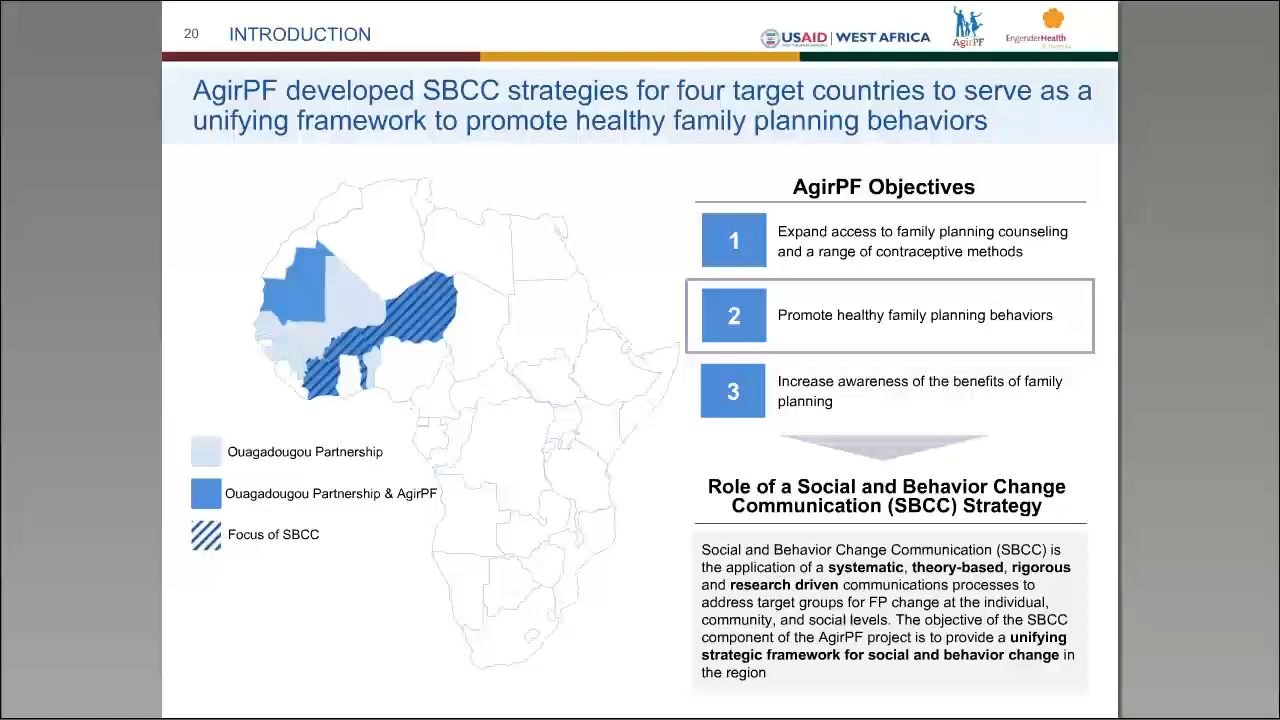 20 INTRODUCTION
USAID | WEST AFRICA
AgirPF
EngenderHealth
AgirPF developed SBCC strategies for four target countries to serve as a
unifying framework to promote healthy family planning behaviors
AgirPF Objectives
1 Expand access to family planning counseling
and a range of contraceptive methods
2 Promote healthy family planning behaviors
3 Increase awareness of the benefits of family
planning
Ouagadougou Partnership
Ouagadougou Partnership & AgirPF
Focus of SBCC
Role of a Social and Behavior Change
Communication (SBCC) Strategy
Social and Behavior Change Communication (SBCC) is
the application of a systematic, theory-based, rigorous
and research driven communications processes to
address target groups for FP change at the individual,
community, and social levels. The objective of the SBCC
component of the AgirPF project is to provide a unifying
strategic framework for social and behavior change in
the region